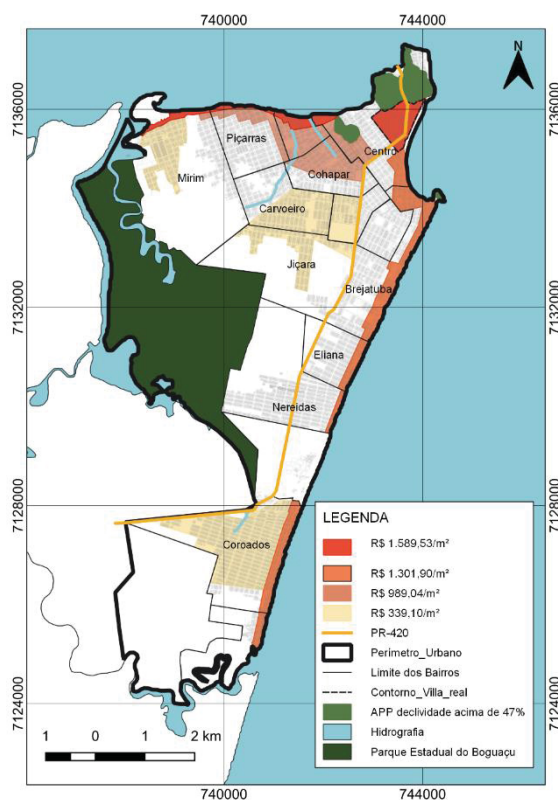 740000 744000
N
7136000
7136000
Piçarras
Centro
Mirim
Cohapar
Carvoeiro
Jiçara
7132000
7132000
Brejatuba
Eliana
Nereidas
7128000
7128000
Coroados
LEGENDA
R$ 1.589,53/m²
R$ 1.301,90/m²
R$ 989,04/m²
R$ 339,10/m²
PR-420
Perímetro_Urbano
Limite dos Bairros
Contorno_Villa_real
APP declividade acima de 47%
Hidrografia
Parque Estadual do Boguaçu
7124000
7124000
1 0 1 2 km
740000 744000